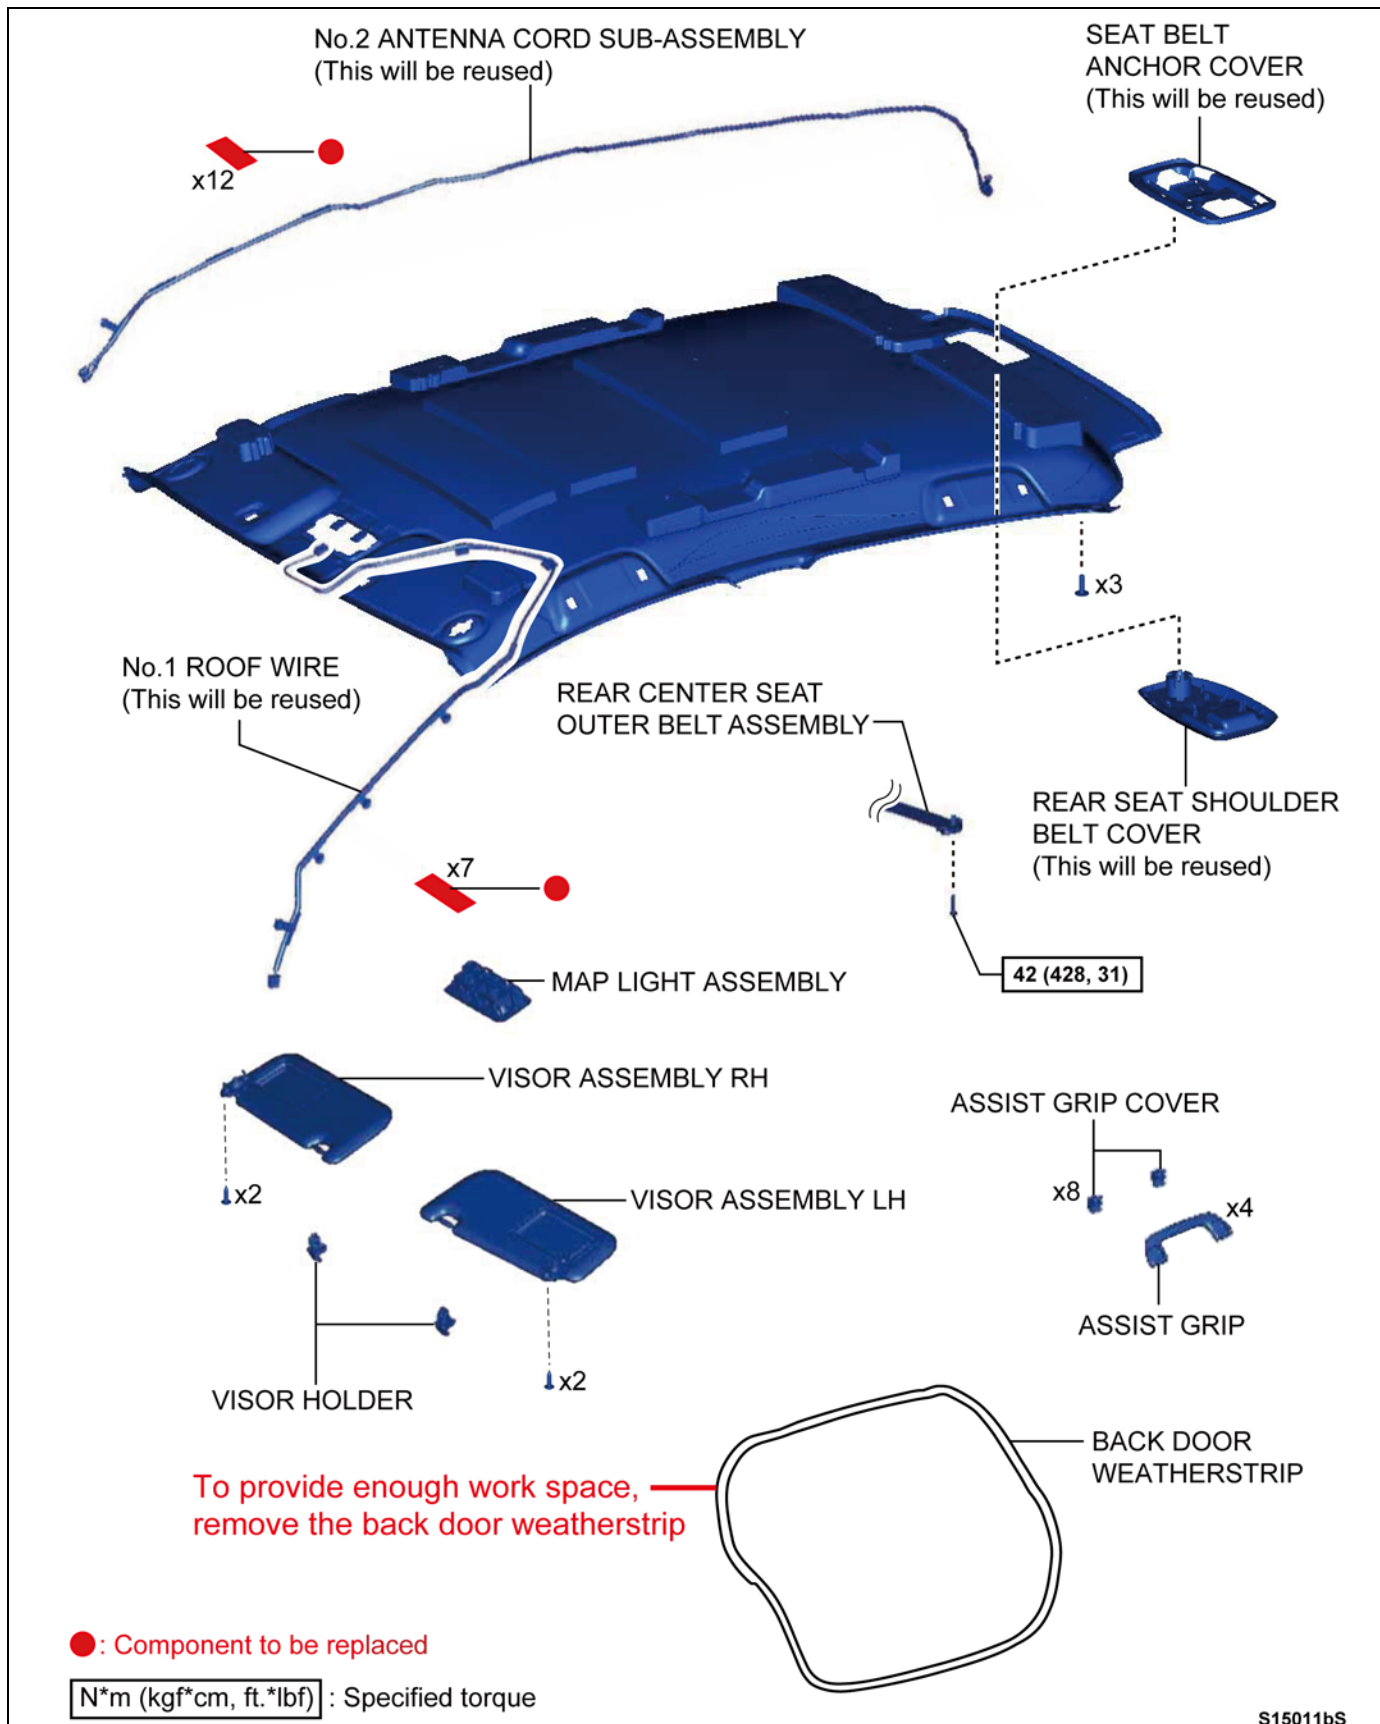 No.2 ANTENNA CORD SUB-ASSEMBLY
(This will be reused)
SEAT BELT
ANCHOR COVER
(This will be reused)
x12
x3
No.1 ROOF WIRE
(This will be reused)
REAR CENTER SEAT
OUTER BELT ASSEMBLY
REAR SEAT SHOULDER
BELT COVER
(This will be reused)
x7
42 (428, 31)
MAP LIGHT ASSEMBLY
VISOR ASSEMBLY RH
ASSIST GRIP COVER
x2
VISOR ASSEMBLY LH
x8
x4
ASSIST GRIP
x2
VISOR HOLDER
BACK DOOR
WEATHERSTRIP
To provide enough work space,
remove the back door weatherstrip
: Component to be replaced
N*m (kgf*cm, ft.*lbf) : Specified torque
S15011bS